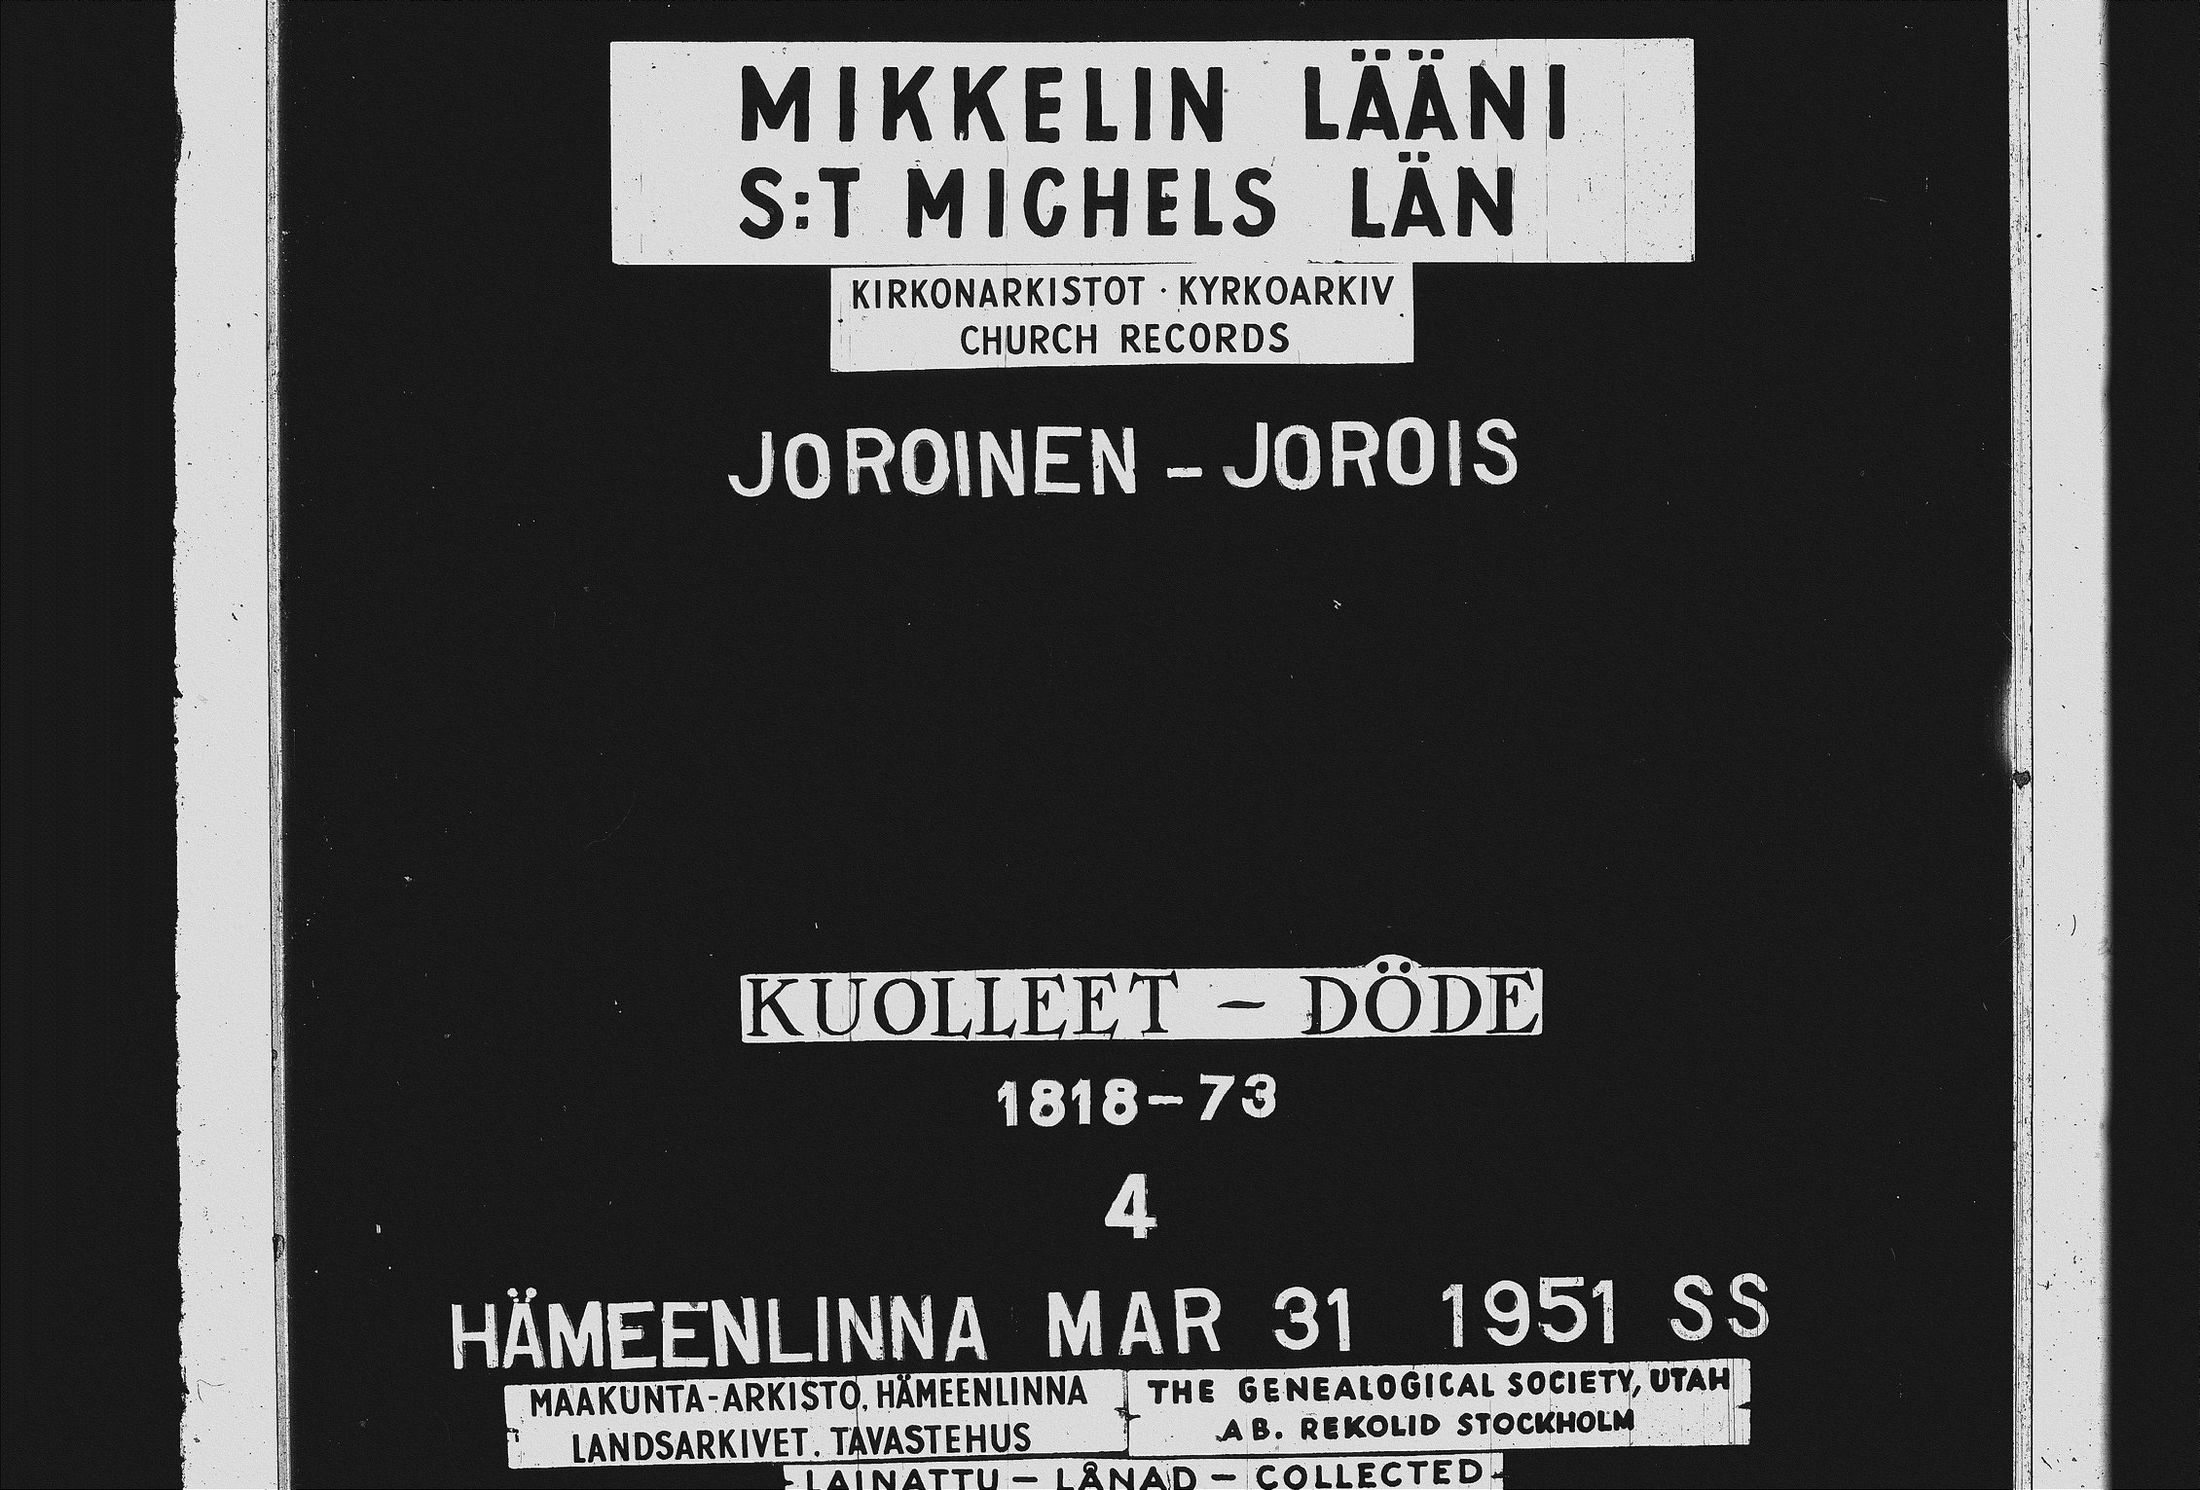 MIKKELIN LÄÄNI
S:T MICHELS LÄN
KIRKONARKISTOT · KYRKOARKIV
CHURCH RECORDS
JOROINEN – JOROIS
KUOLLEET – DÖDE
1818–73
4
HÄMEENLINNA MAR 31 1951 SS
MAAKUNTA-ARKISTO, HÄMEENLINNA
LANDSARKIVET. TAVASTEHUS
THE GENEALOGICAL SOCIETY, UTAH
AB. REKOLID STOCKHOLM
LAINATTU – LÅNAD – COLLECTED